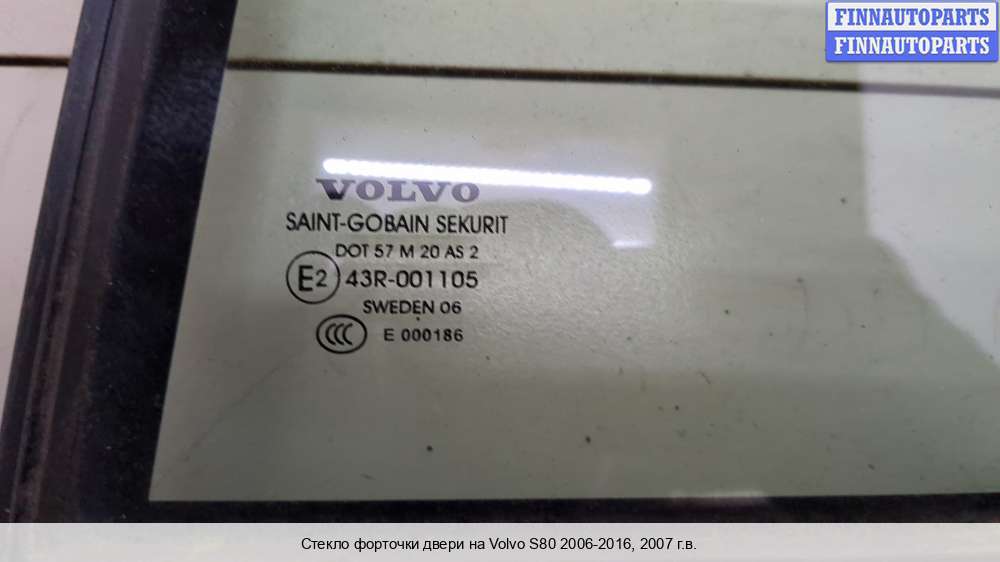 FINNAUTOPARTS
FINNAUTOPARTS
VOLVO
SAINT-GOBAIN SEKURIT
DOT 57 M 20 AS 2
E2 43R-001105
SWEDEN 06
CCC E 000186
Стекло форточки двери на Volvo S80 2006-2016, 2007 г.в.